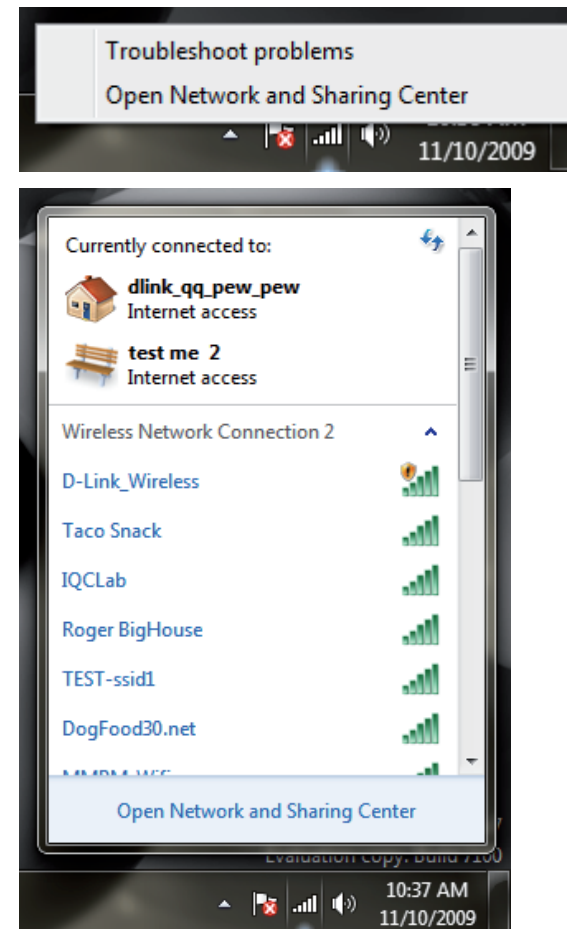 Troubleshoot problems
Open Network and Sharing Center
11/10/2009
Currently connected to:
dlink_qq_pew_pew
Internet access
test me 2
Internet access
Wireless Network Connection 2
D-Link_Wireless
Taco Snack
IQCLab
Roger BigHouse
TEST-ssid1
DogFood30.net
Open Network and Sharing Center
Evaluation copy. Build 7100
10:37 AM
11/10/2009